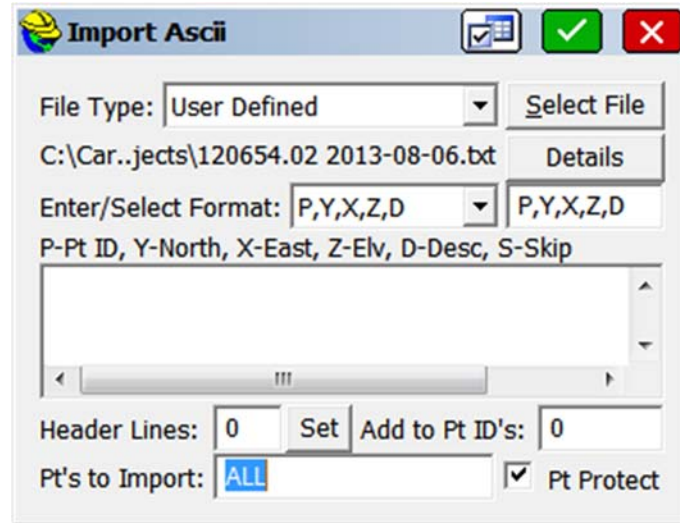 Import Ascii
File Type: User Defined Select File
C:\Car..jects\120654.02 2013-08-06.txt Details
Enter/Select Format: P,Y,X,Z,D P,Y,X,Z,D
P-Pt ID, Y-North, X-East, Z-Elv, D-Desc, S-Skip
Header Lines: 0 Set Add to Pt ID's: 0
Pt's to Import: ALL Pt Protect